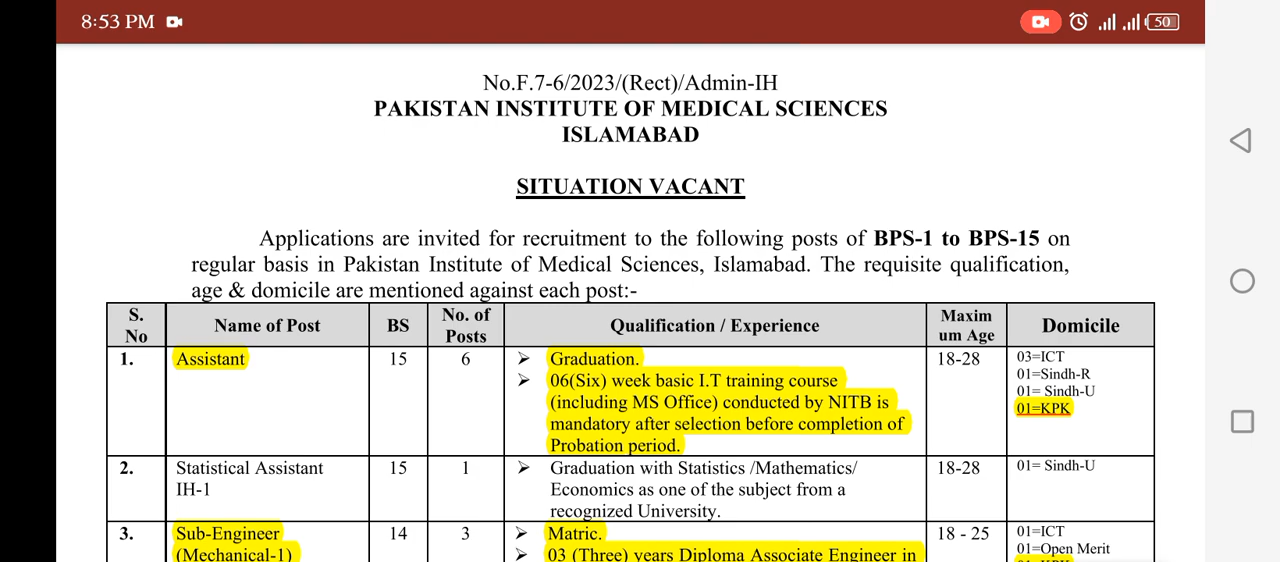 8:53 PM
50
No.F.7-6/2023/(Rect)/Admin-IH
PAKISTAN INSTITUTE OF MEDICAL SCIENCES
ISLAMABAD
SITUATION VACANT
Applications are invited for recruitment to the following posts of BPS-1 to BPS-15 on
regular basis in Pakistan Institute of Medical Sciences, Islamabad. The requisite qualification,
age & domicile are mentioned against each post:-
S. No Name of Post BS No. of Posts Qualification / Experience Maxim um Age Domicile
1. Assistant 15 6 ➢ Graduation. 18-28 03=ICT
01=Sindh-R
➢ 06(Six) week basic I.T training course 01= Sindh-U
(including MS Office) conducted by NITB is 01=KPK
mandatory after selection before completion of
Probation period.
2. Statistical Assistant 15 1 ➢ Graduation with Statistics /Mathematics/ 18-28 01= Sindh-U
IH-1 Economics as one of the subject from a
recognized University.
3. Sub-Engineer 14 3 ➢ Matric. 18 - 25 01=ICT
(Mechanical-1) ➢ 03 (Three) years Diploma Associate Engineer in 01=Open Merit